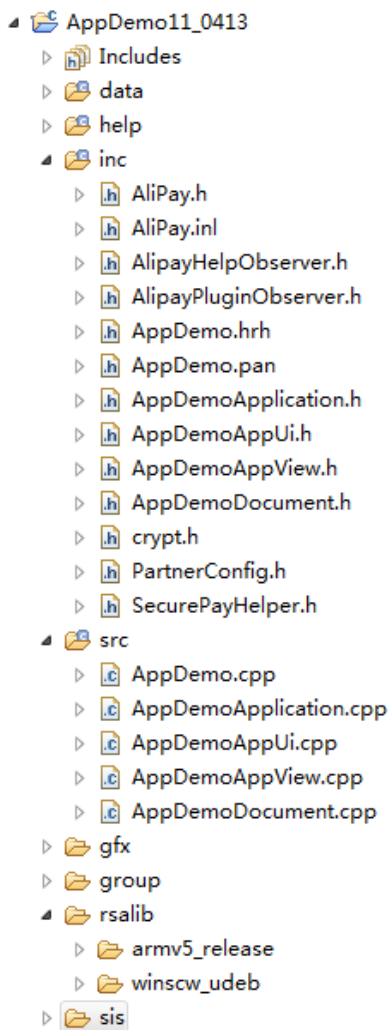 AppDemo11_0413
Includes
data
help
inc
AliPay.h
AliPay.inl
AlipayHelpObserver.h
AlipayPluginObserver.h
AppDemo.hrh
AppDemo.pan
AppDemoApplication.h
AppDemoAppUi.h
AppDemoAppView.h
AppDemoDocument.h
crypt.h
PartnerConfig.h
SecurePayHelper.h
src
AppDemo.cpp
AppDemoApplication.cpp
AppDemoAppUi.cpp
AppDemoAppView.cpp
AppDemoDocument.cpp
gfx
group
rsalib
armv5_release
winscw_udeb
sis